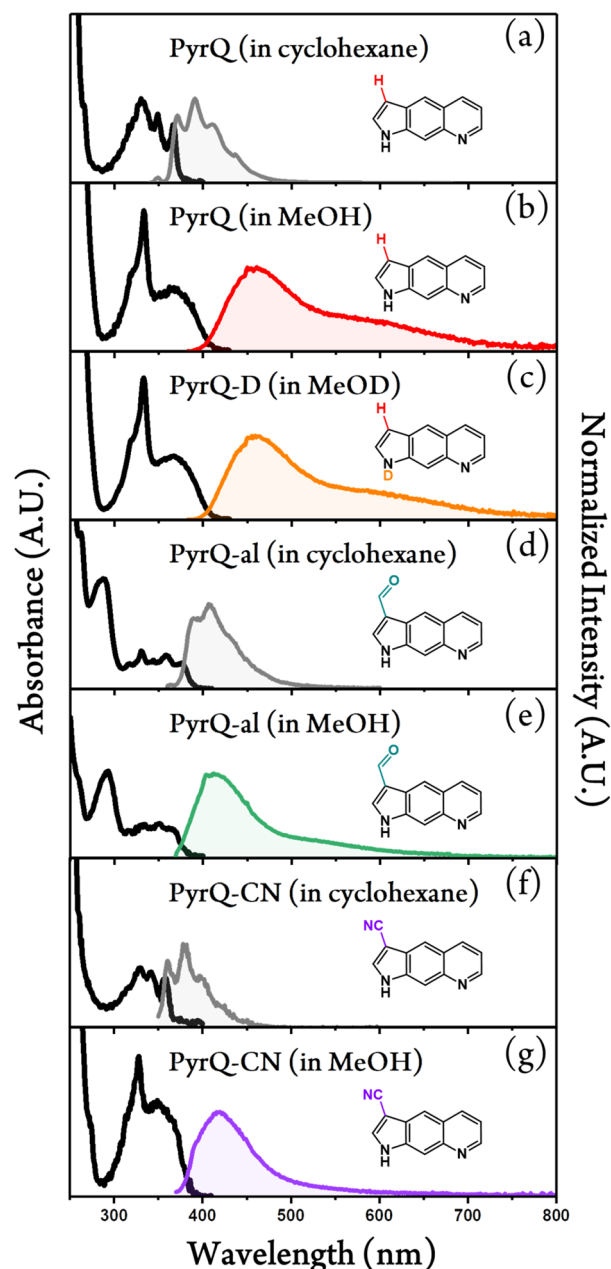 PyrQ (in cyclohexane)
(a)
H
N
H
N
PyrQ (in MeOH)
(b)
H
N
H
N
PyrQ-D (in MeOD)
(c)
H
N
D
N
PyrQ-al (in cyclohexane)
(d)
O
N
H
N
PyrQ-al (in MeOH)
(e)
O
N
H
N
PyrQ-CN (in cyclohexane)
(f)
NC
N
H
N
PyrQ-CN (in MeOH)
(g)
NC
N
H
N
Absorbance (A.U.)
Normalized Intensity (A.U.)
300 400 500 600 700 800
Wavelength (nm)